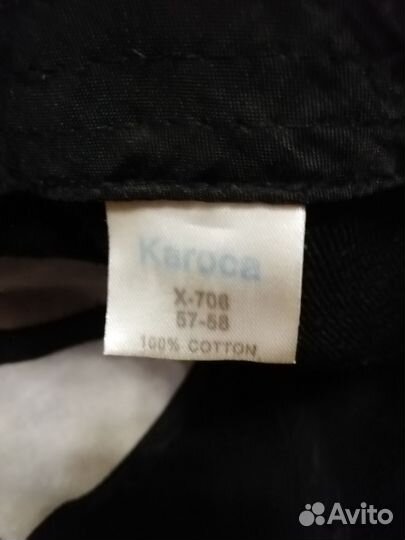 Karoca
X-706
57-58
100% COTTON
Avito